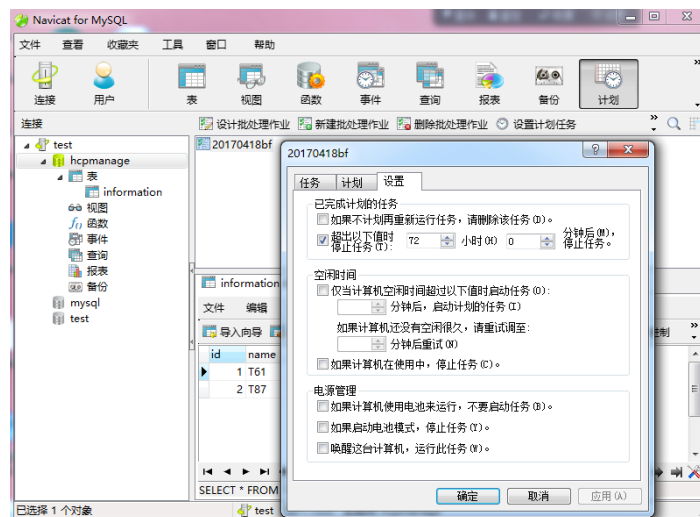 Navicat for MySQL
文件 查看 收藏夹 工具 窗口 帮助
连接 用户 表 视图 函数 事件 查询 报表 备份 计划
连接
设计批处理作业 新建批处理作业 删除批处理作业 设置计划任务
test
hcpmanage
表
information
视图
函数
事件
查询
报表
备份
mysql
test
20170418bf
20170418bf
任务 计划 设置
已完成计划的任务
如果不计划再重新运行任务，请删除该任务(D)。
超出以下值时停止任务(T): 72 小时(H) 0 分钟后(M)，停止任务。
空闲时间
仅当计算机空闲时间超过以下值时启动任务(O):
分钟后，启动计划的任务(I)
如果计算机还没有空闲很久，请重试调至:
分钟后重试(N)
如果计算机在使用中，停止任务(C)。
电源管理
如果计算机使用电池来运行，不要启动任务(B)。
如果启动电池模式，停止任务(Y)。
唤醒这台计算机，运行此任务(W)。
确定 取消 应用(A)
information
文件 编辑
导入向导
id name
1 T61
2 T87
SELECT * FROM
已选择 1 个对象 test